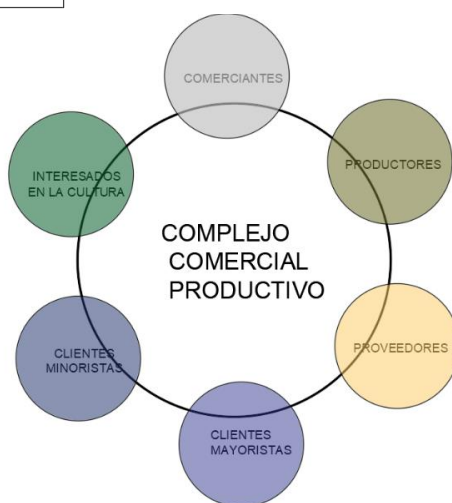 COMERCIANTES
PRODUCTORES
PROVEEDORES
CLIENTES
MAYORISTAS
CLIENTES
MINORISTAS
INTERESADOS
EN LA CULTURA
COMPLEJO
COMERCIAL
PRODUCTIVO